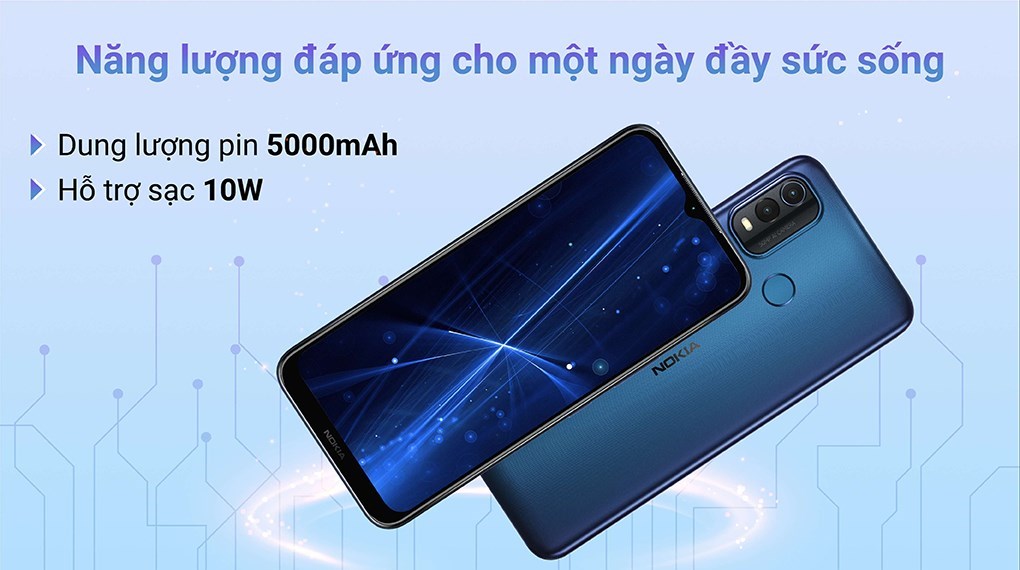 Năng lượng đáp ứng cho một ngày đầy sức sống
Dung lượng pin 5000mAh
Hỗ trợ sạc 10W
NOKIA
NOKIA